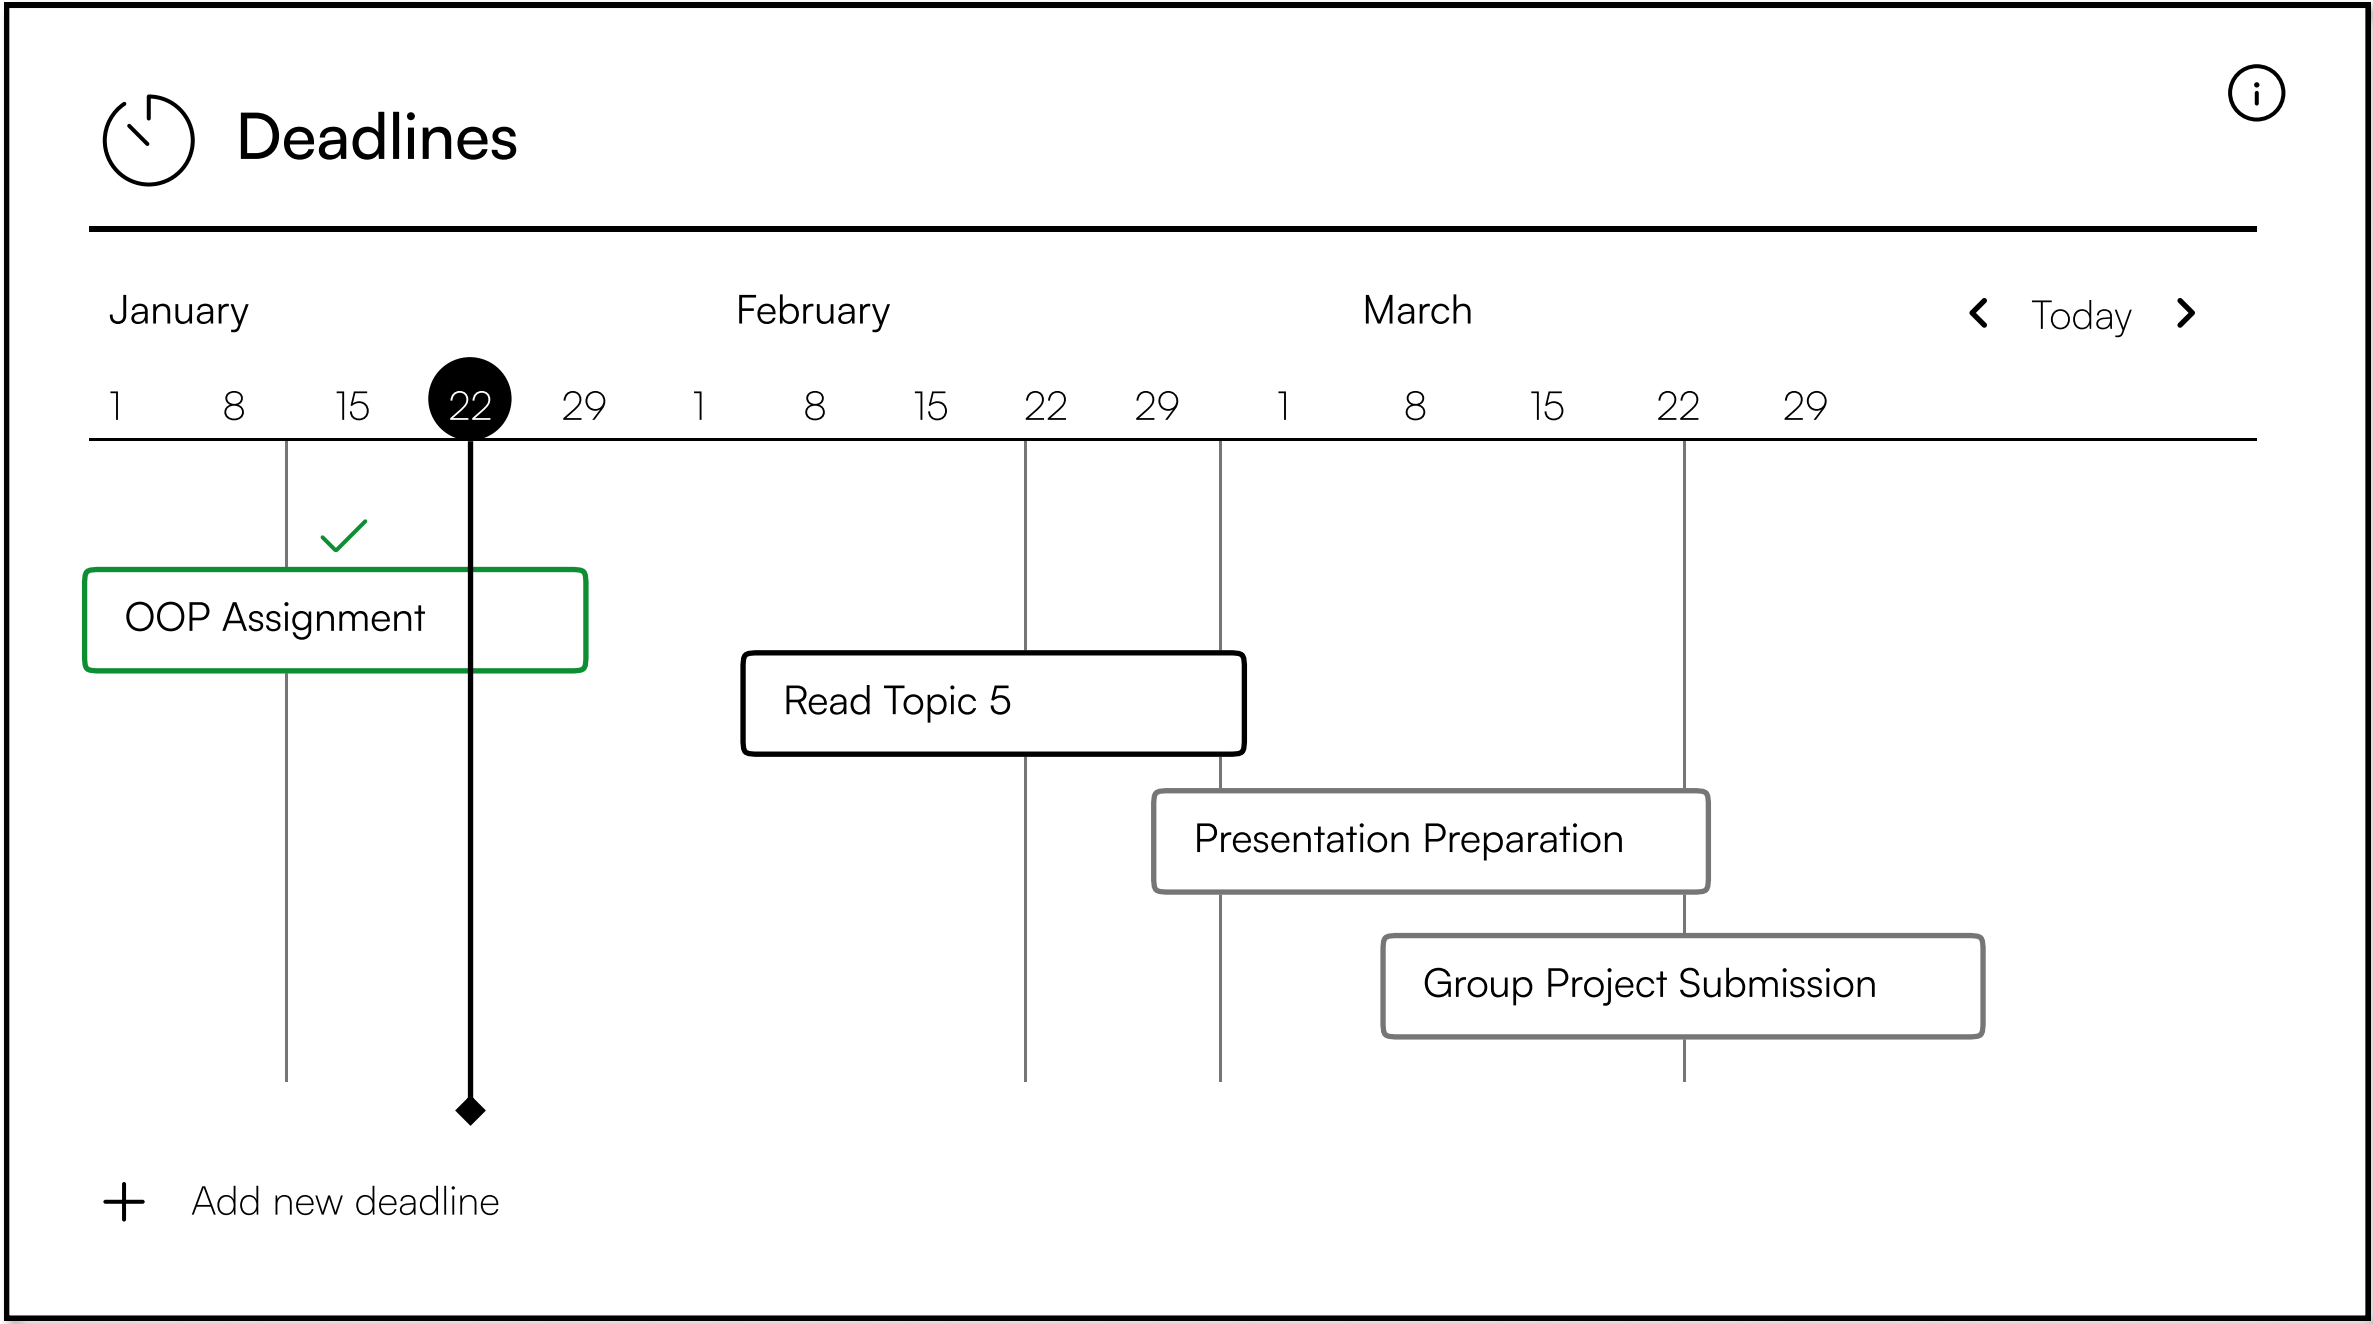 Deadlines
January February March Today
1 8 15 22 29 1 8 15 22 29 1 8 15 22 29
OOP Assignment
Read Topic 5
Presentation Preparation
Group Project Submission
Add new deadline